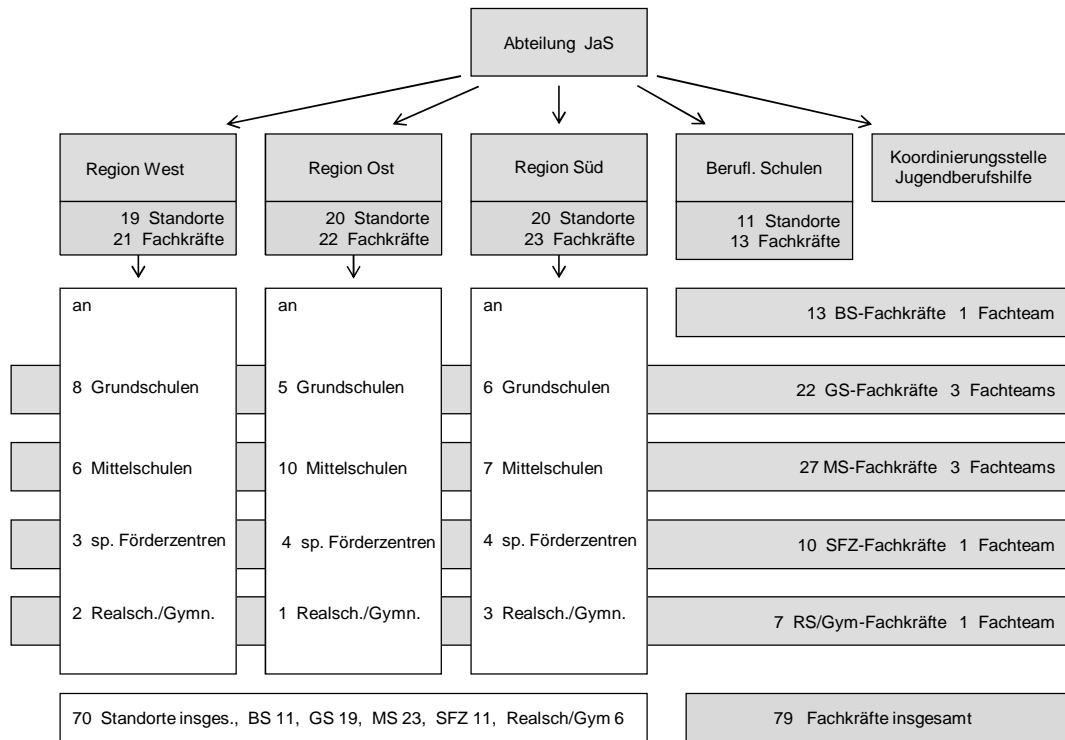 Abteilung JaS
Region West
19 Standorte
21 Fachkräfte
Region Ost
20 Standorte
22 Fachkräfte
Region Süd
20 Standorte
23 Fachkräfte
Berufl. Schulen
11 Standorte
13 Fachkräfte
Koordinierungsstelle
Jugendberufshilfe
an
an
an
13 BS-Fachkräfte 1 Fachteam
8 Grundschulen
5 Grundschulen
6 Grundschulen
22 GS-Fachkräfte 3 Fachteams
6 Mittelschulen
10 Mittelschulen
7 Mittelschulen
27 MS-Fachkräfte 3 Fachteams
3 sp. Förderzentren
4 sp. Förderzentren
4 sp. Förderzentren
10 SFZ-Fachkräfte 1 Fachteam
2 Realsch./Gymn.
1 Realsch./Gymn.
3 Realsch./Gymn.
7 RS/Gym-Fachkräfte 1 Fachteam
70 Standorte insges., BS 11, GS 19, MS 23, SFZ 11, Realsch/Gym 6
79 Fachkräfte insgesamt